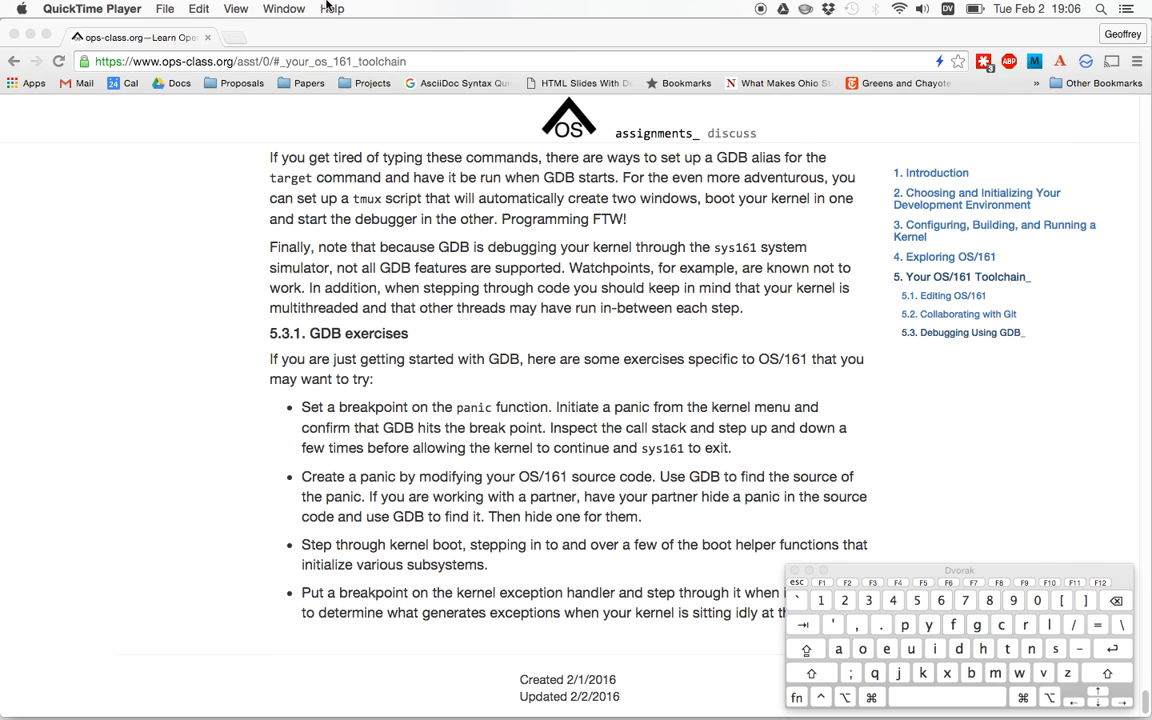 QuickTime Player File Edit View Window Help DV Tue Feb 2 19:06
ops-class.org—Learn Ope × Geoffrey
https://www.ops-class.org/asst/0/#_your_os_161_toolchain ABP M A
Apps Mail Cal Docs Proposals Papers Projects AsciiDoc Syntax Qu HTML Slides With D Bookmarks What Makes Ohio S Greens and Chayote » Other Bookmarks
OS assignments_ discuss
If you get tired of typing these commands, there are ways to set up a GDB alias for the
target command and have it be run when GDB starts. For the even more adventurous, you
can set up a tmux script that will automatically create two windows, boot your kernel in one
and start the debugger in the other. Programming FTW!
Finally, note that because GDB is debugging your kernel through the sys161 system
simulator, not all GDB features are supported. Watchpoints, for example, are known not to
work. In addition, when stepping through code you should keep in mind that your kernel is
multithreaded and that other threads may have run in-between each step.
5.3.1. GDB exercises
If you are just getting started with GDB, here are some exercises specific to OS/161 that you
may want to try:
• Set a breakpoint on the panic function. Initiate a panic from the kernel menu and
confirm that GDB hits the break point. Inspect the call stack and step up and down a
few times before allowing the kernel to continue and sys161 to exit.
• Create a panic by modifying your OS/161 source code. Use GDB to find the source of
the panic. If you are working with a partner, have your partner hide a panic in the source
code and use GDB to find it. Then hide one for them.
• Step through kernel boot, stepping in to and over a few of the boot helper functions that
initialize various subsystems.
• Put a breakpoint on the kernel exception handler and step through it when i
to determine what generates exceptions when your kernel is sitting idly at th
Created 2/1/2016
Updated 2/2/2016
1. Introduction
2. Choosing and Initializing Your
Development Environment
3. Configuring, Building, and Running a
Kernel
4. Exploring OS/161
5. Your OS/161 Toolchain_
5.1. Editing OS/161
5.2. Collaborating with Git
5.3. Debugging Using GDB_
Dvorak
esc F1 F2 F3 F4 F5 F6 F7 F8 F9 F10 F11 F12
` 1 2 3 4 5 6 7 8 9 0 [ ]
' , . p y f g c r l / = \
a o e u i d h t n s -
; q j k x b m w v z
fn ^ ⌥ ⌘ ⌘ ⌥